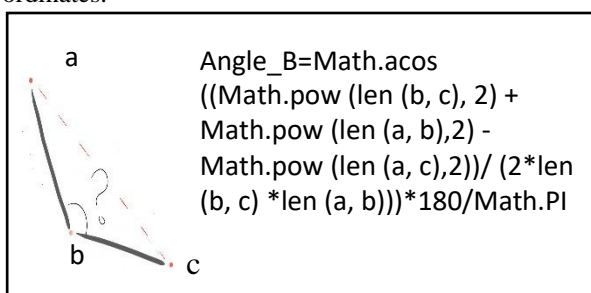 ordinates.
a
Angle_B=Math.acos
((Math.pow (len (b, c), 2) +
Math.pow (len (a, b),2) -
Math.pow (len (a, c),2))/ (2*len
(b, c) *len (a, b)))*180/Math.PI
?
b
c